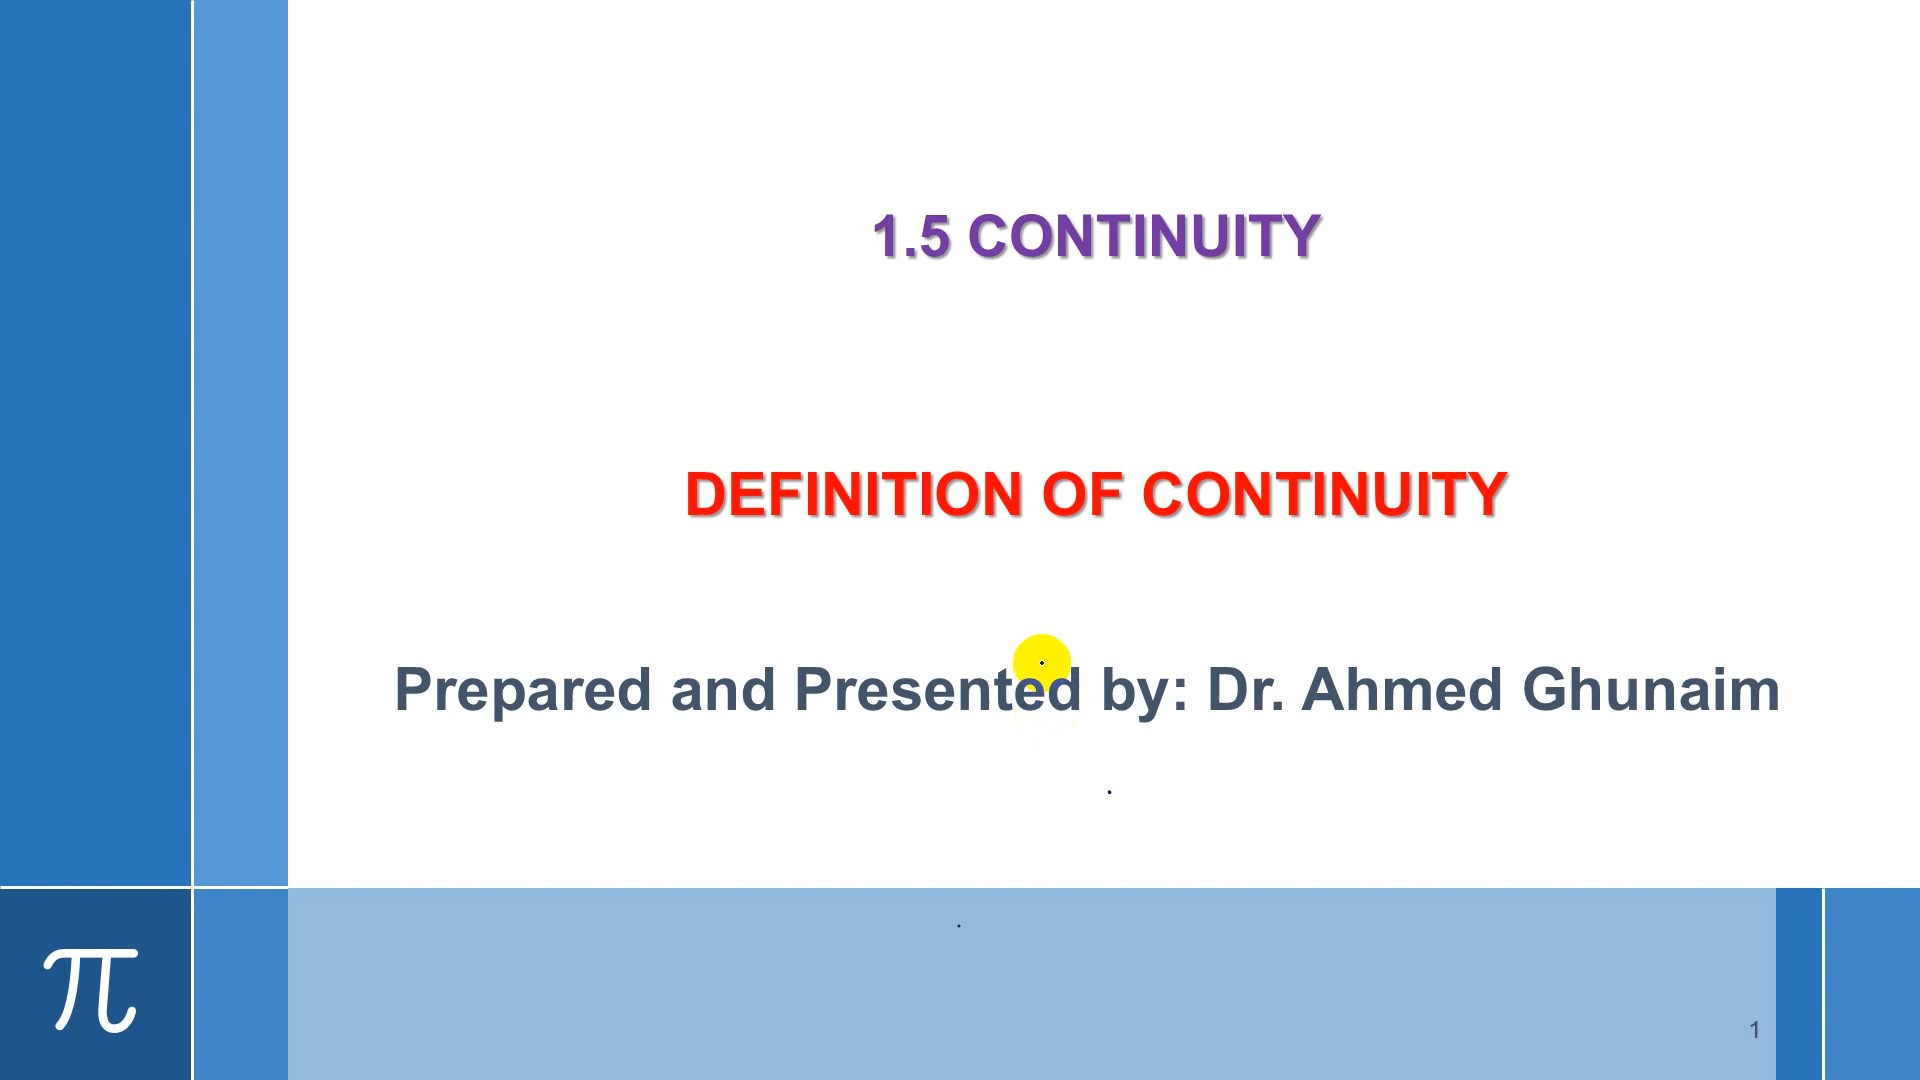 1.5 CONTINUITY
DEFINITION OF CONTINUITY
Prepared and Presented by: Dr. Ahmed Ghunaim
π
1